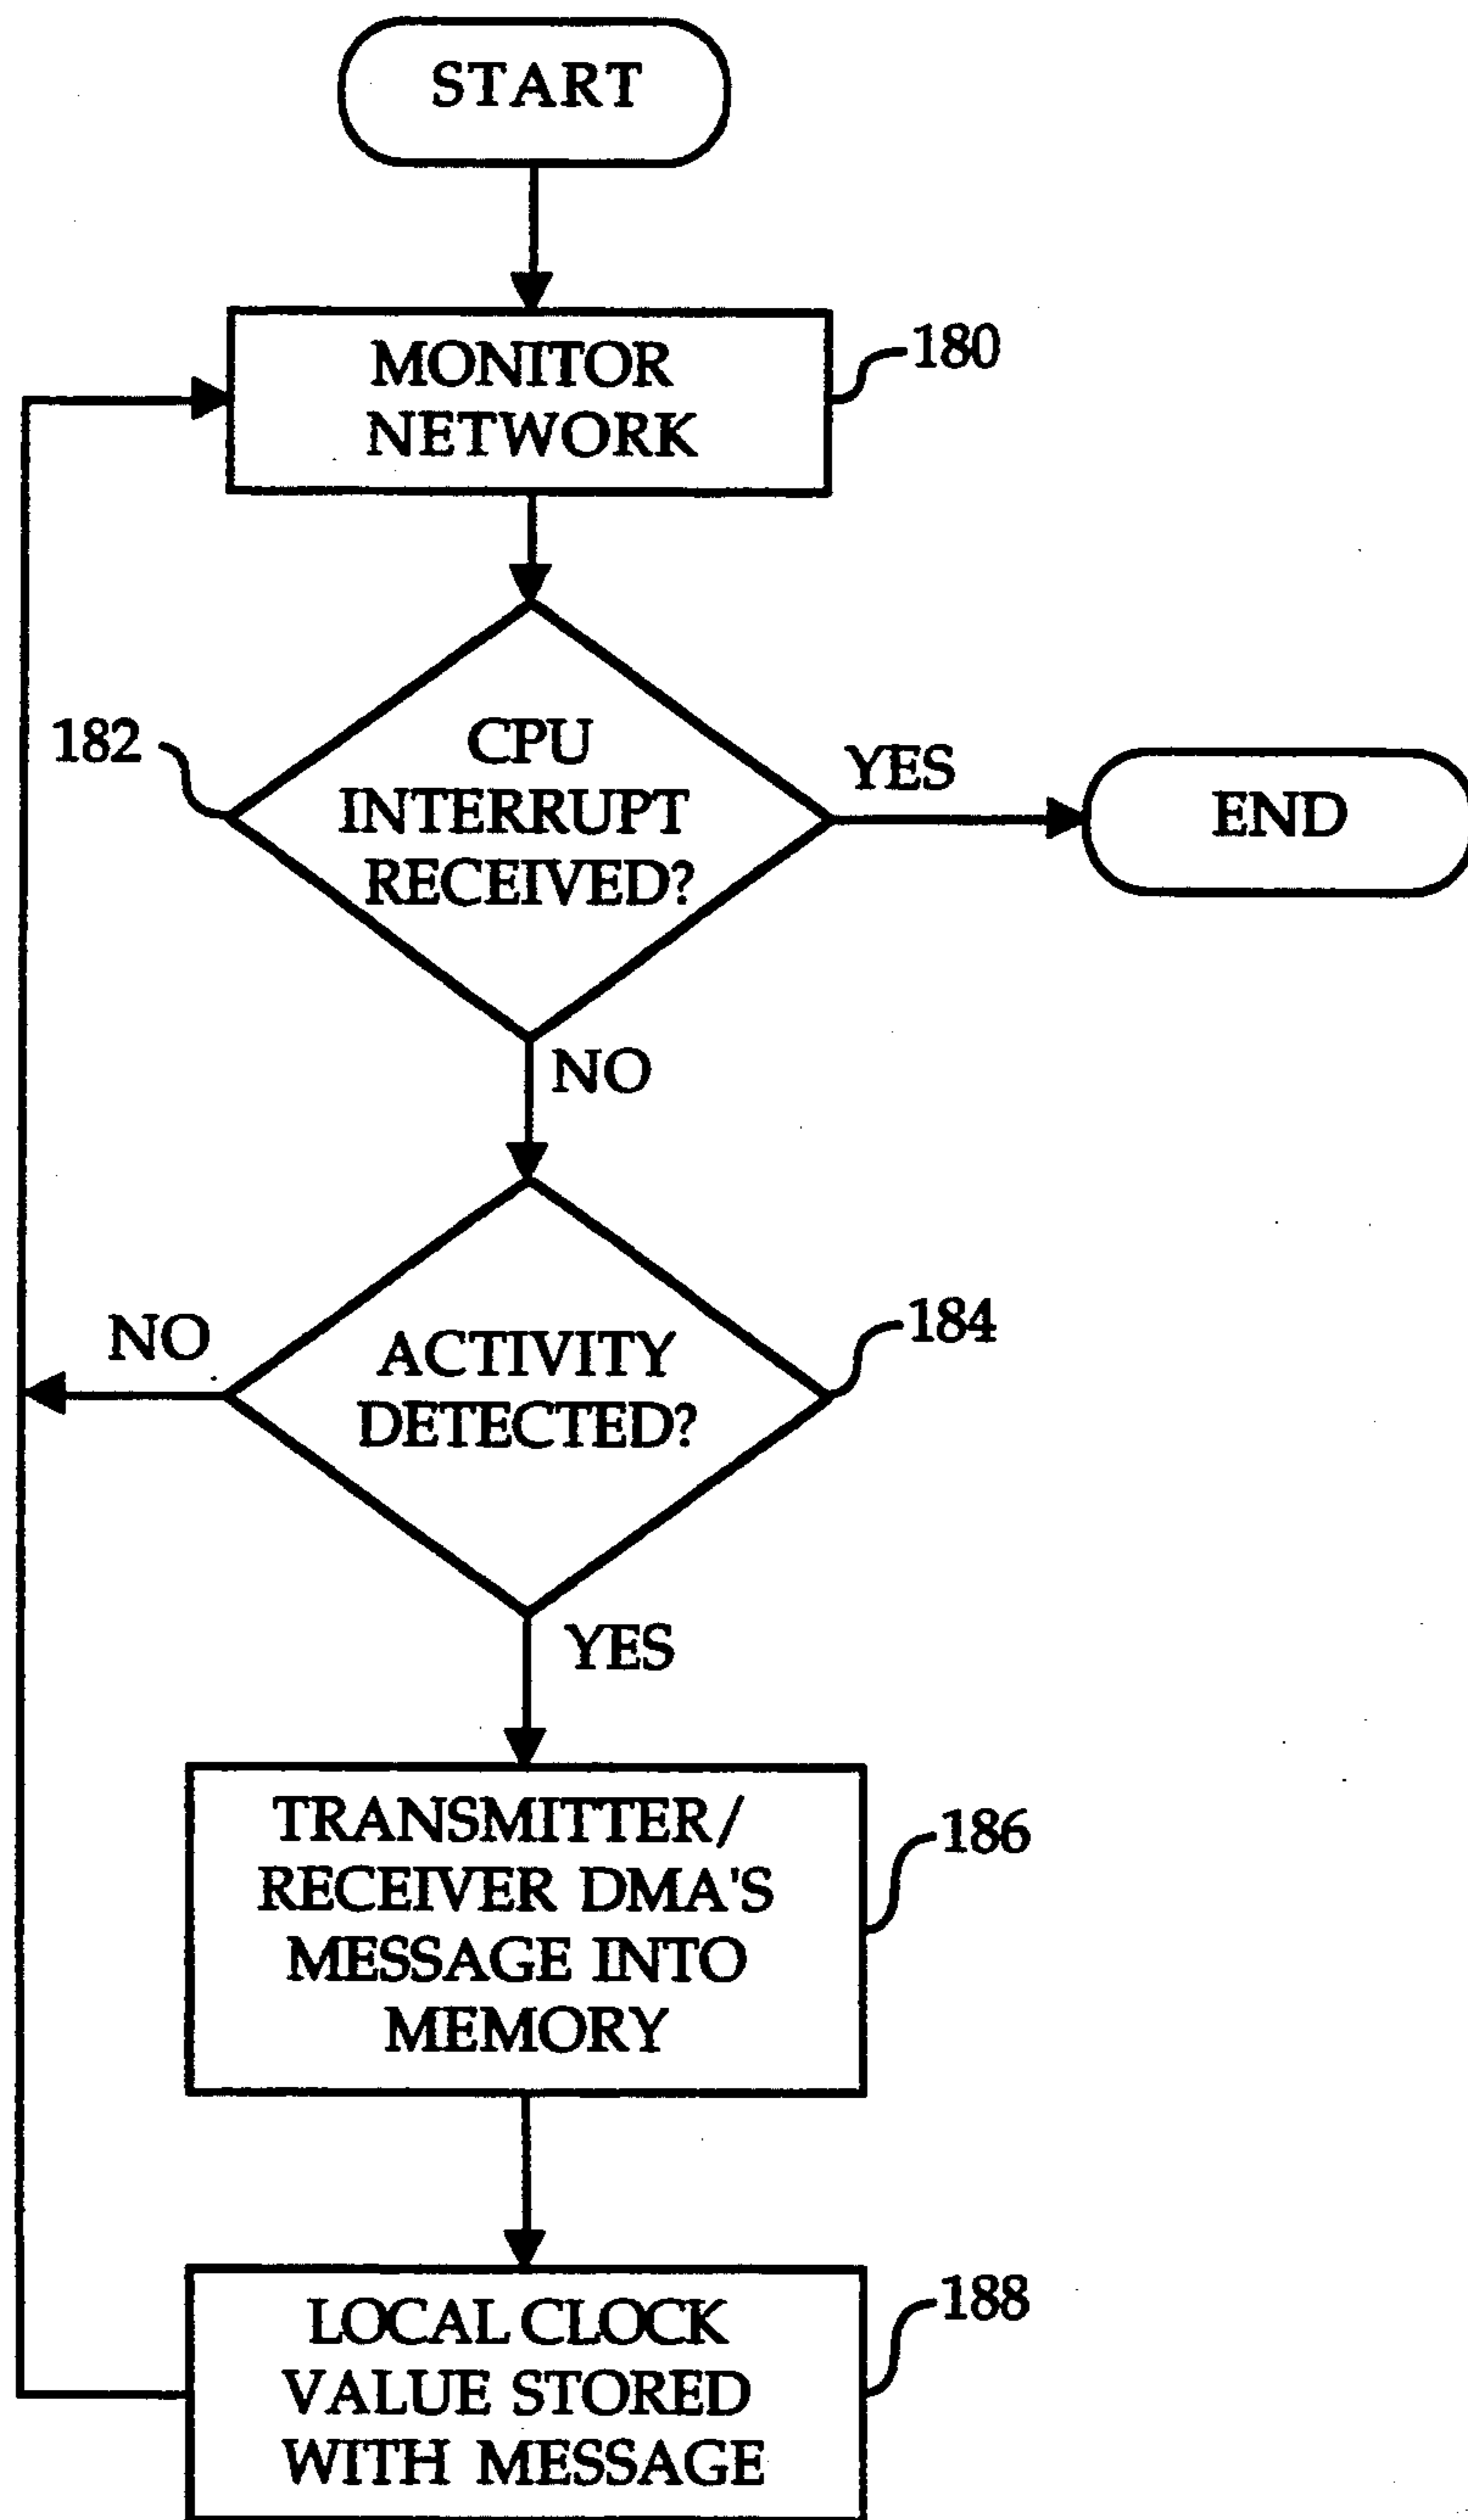 START
MONITOR
NETWORK
180
182
CPU
INTERRUPT
RECEIVED?
YES
END
NO
NO
ACTIVITY
DETECTED?
184
YES
TRANSMITTER/
RECEIVER DMA'S
MESSAGE INTO
MEMORY
186
LOCAL CLOCK
VALUE STORED
WITH MESSAGE
188